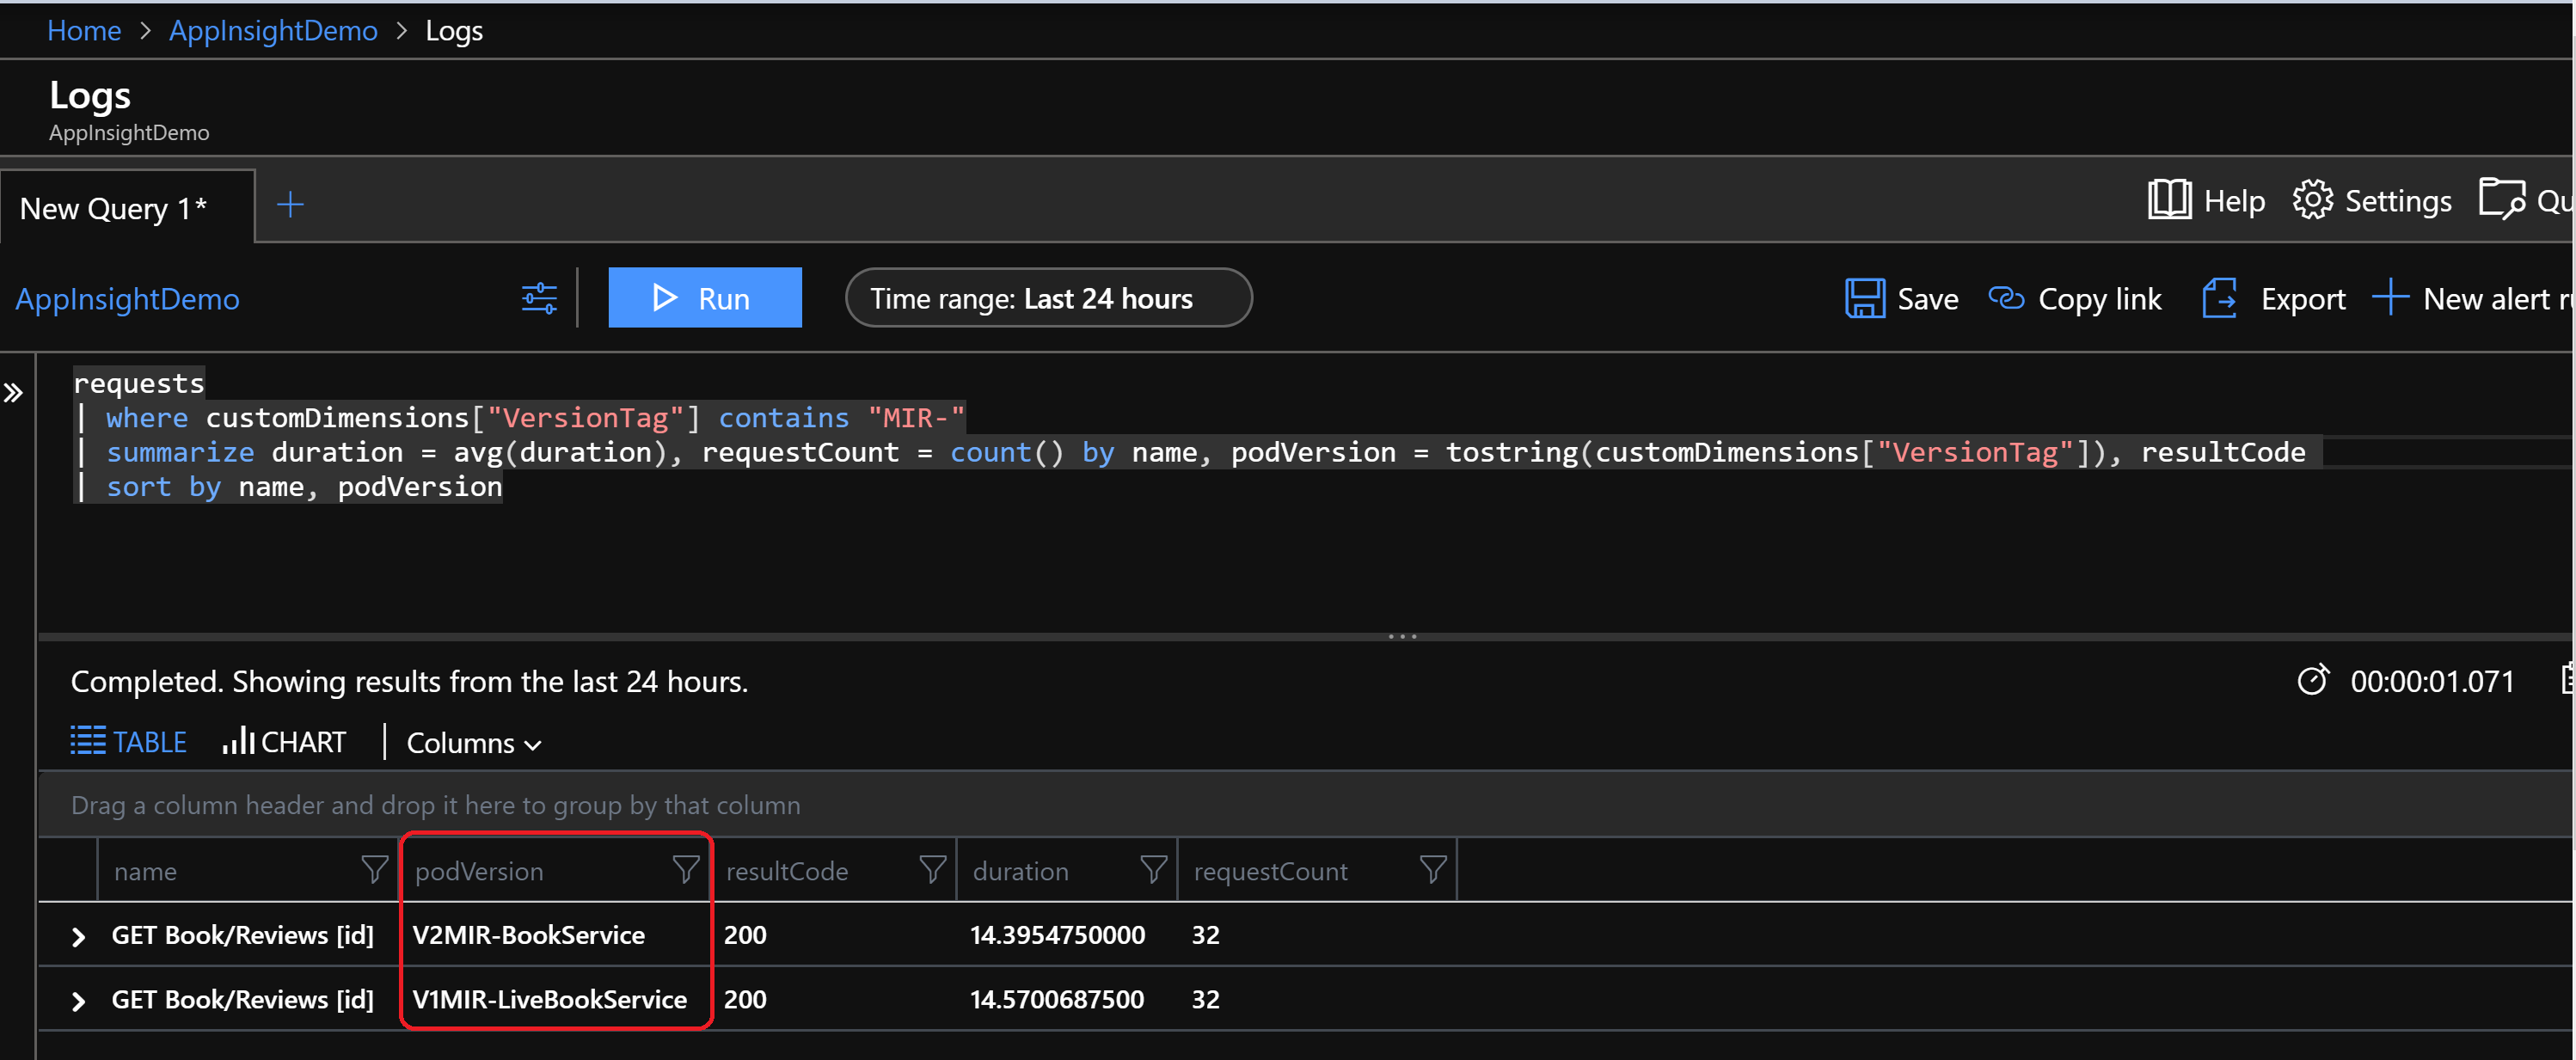 Home > AppInsightDemo > Logs
Logs
AppInsightDemo
New Query 1*
Help Settings Qu
AppInsightDemo Run Time range: Last 24 hours Save Copy link Export New alert ru
requests
| where customDimensions["VersionTag"] contains "MIR-"
| summarize duration = avg(duration), requestCount = count() by name, podVersion = tostring(customDimensions["VersionTag"]), resultCode
| sort by name, podVersion
Completed. Showing results from the last 24 hours. 00:00:01.071
TABLE CHART | Columns
Drag a column header and drop it here to group by that column
name podVersion resultCode duration requestCount
GET Book/Reviews [id] V2MIR-BookService 200 14.3954750000 32
GET Book/Reviews [id] V1MIR-LiveBookService 200 14.5700687500 32